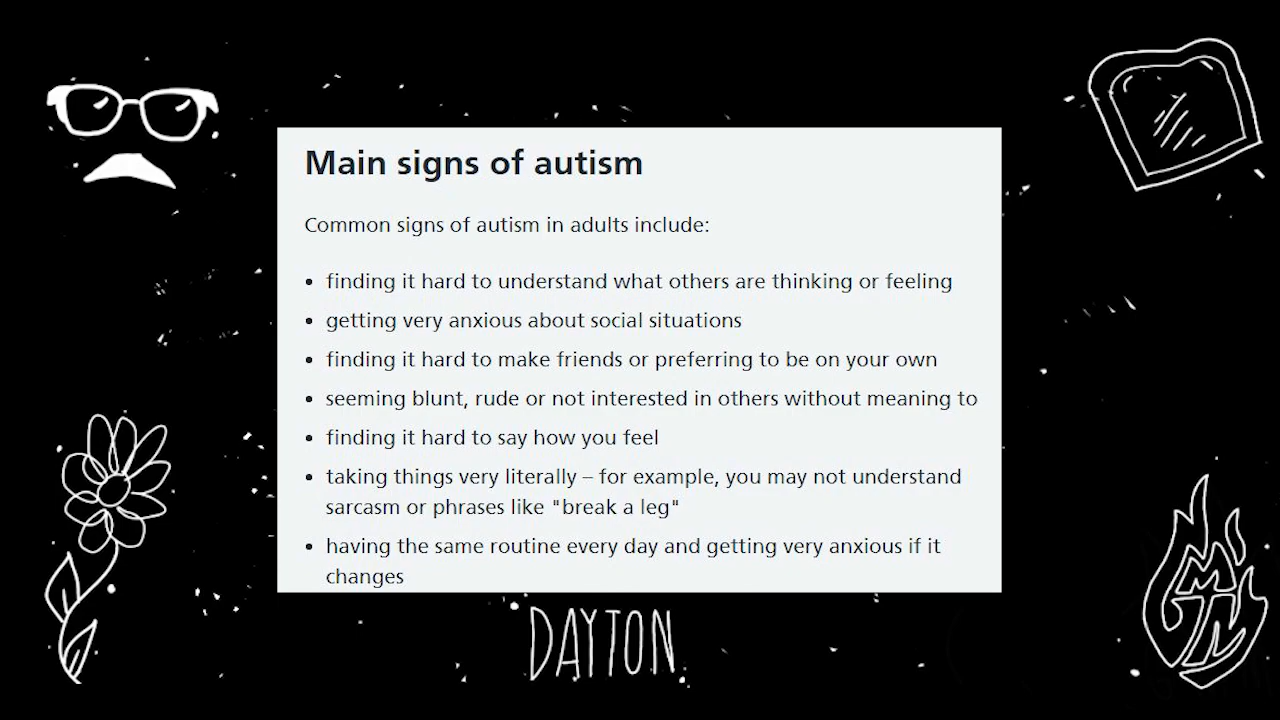 Main signs of autism
Common signs of autism in adults include:
• finding it hard to understand what others are thinking or feeling
• getting very anxious about social situations
• finding it hard to make friends or preferring to be on your own
• seeming blunt, rude or not interested in others without meaning to
• finding it hard to say how you feel
• taking things very literally – for example, you may not understand
sarcasm or phrases like "break a leg"
• having the same routine every day and getting very anxious if it
changes
DAYTON